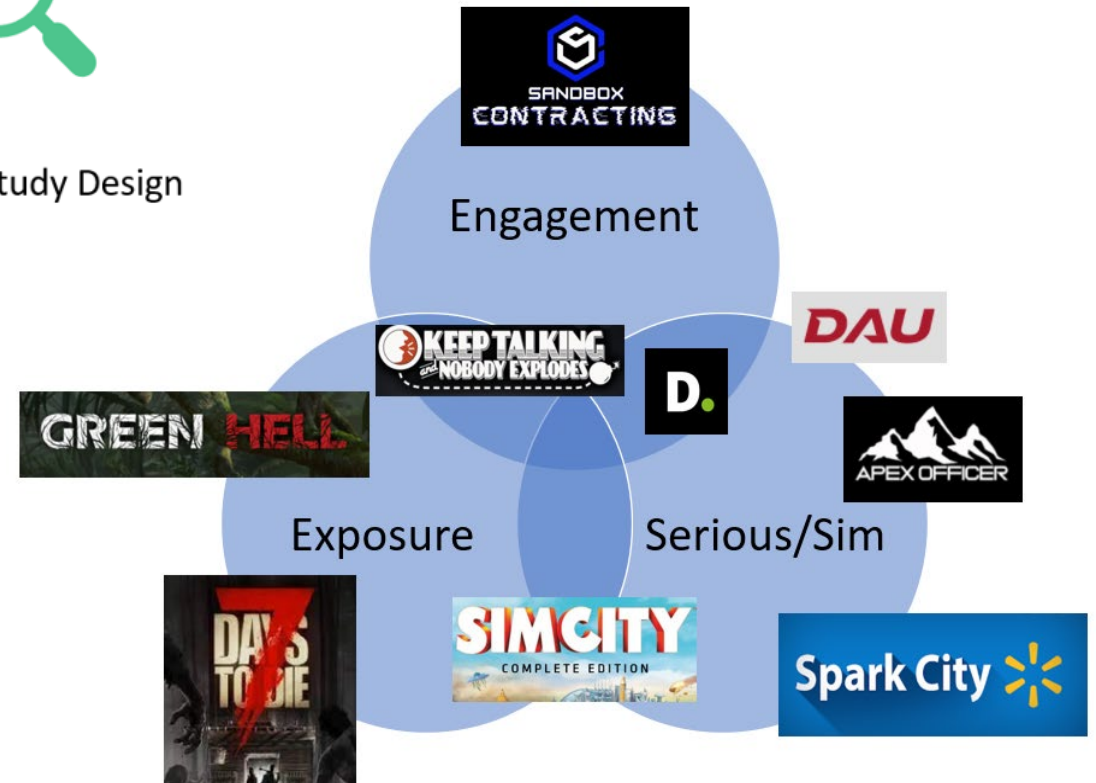 SANDBOX
CONTRACTING
tudy Design
Engagement
DAU
KEEP TALKING
and NOBODY EXPLODES
D.
GREEN HELL
APEX OFFICER
Exposure
Serious/Sim
7
DAYS
TO DIE
SIMCITY
COMPLETE EDITION
Spark City